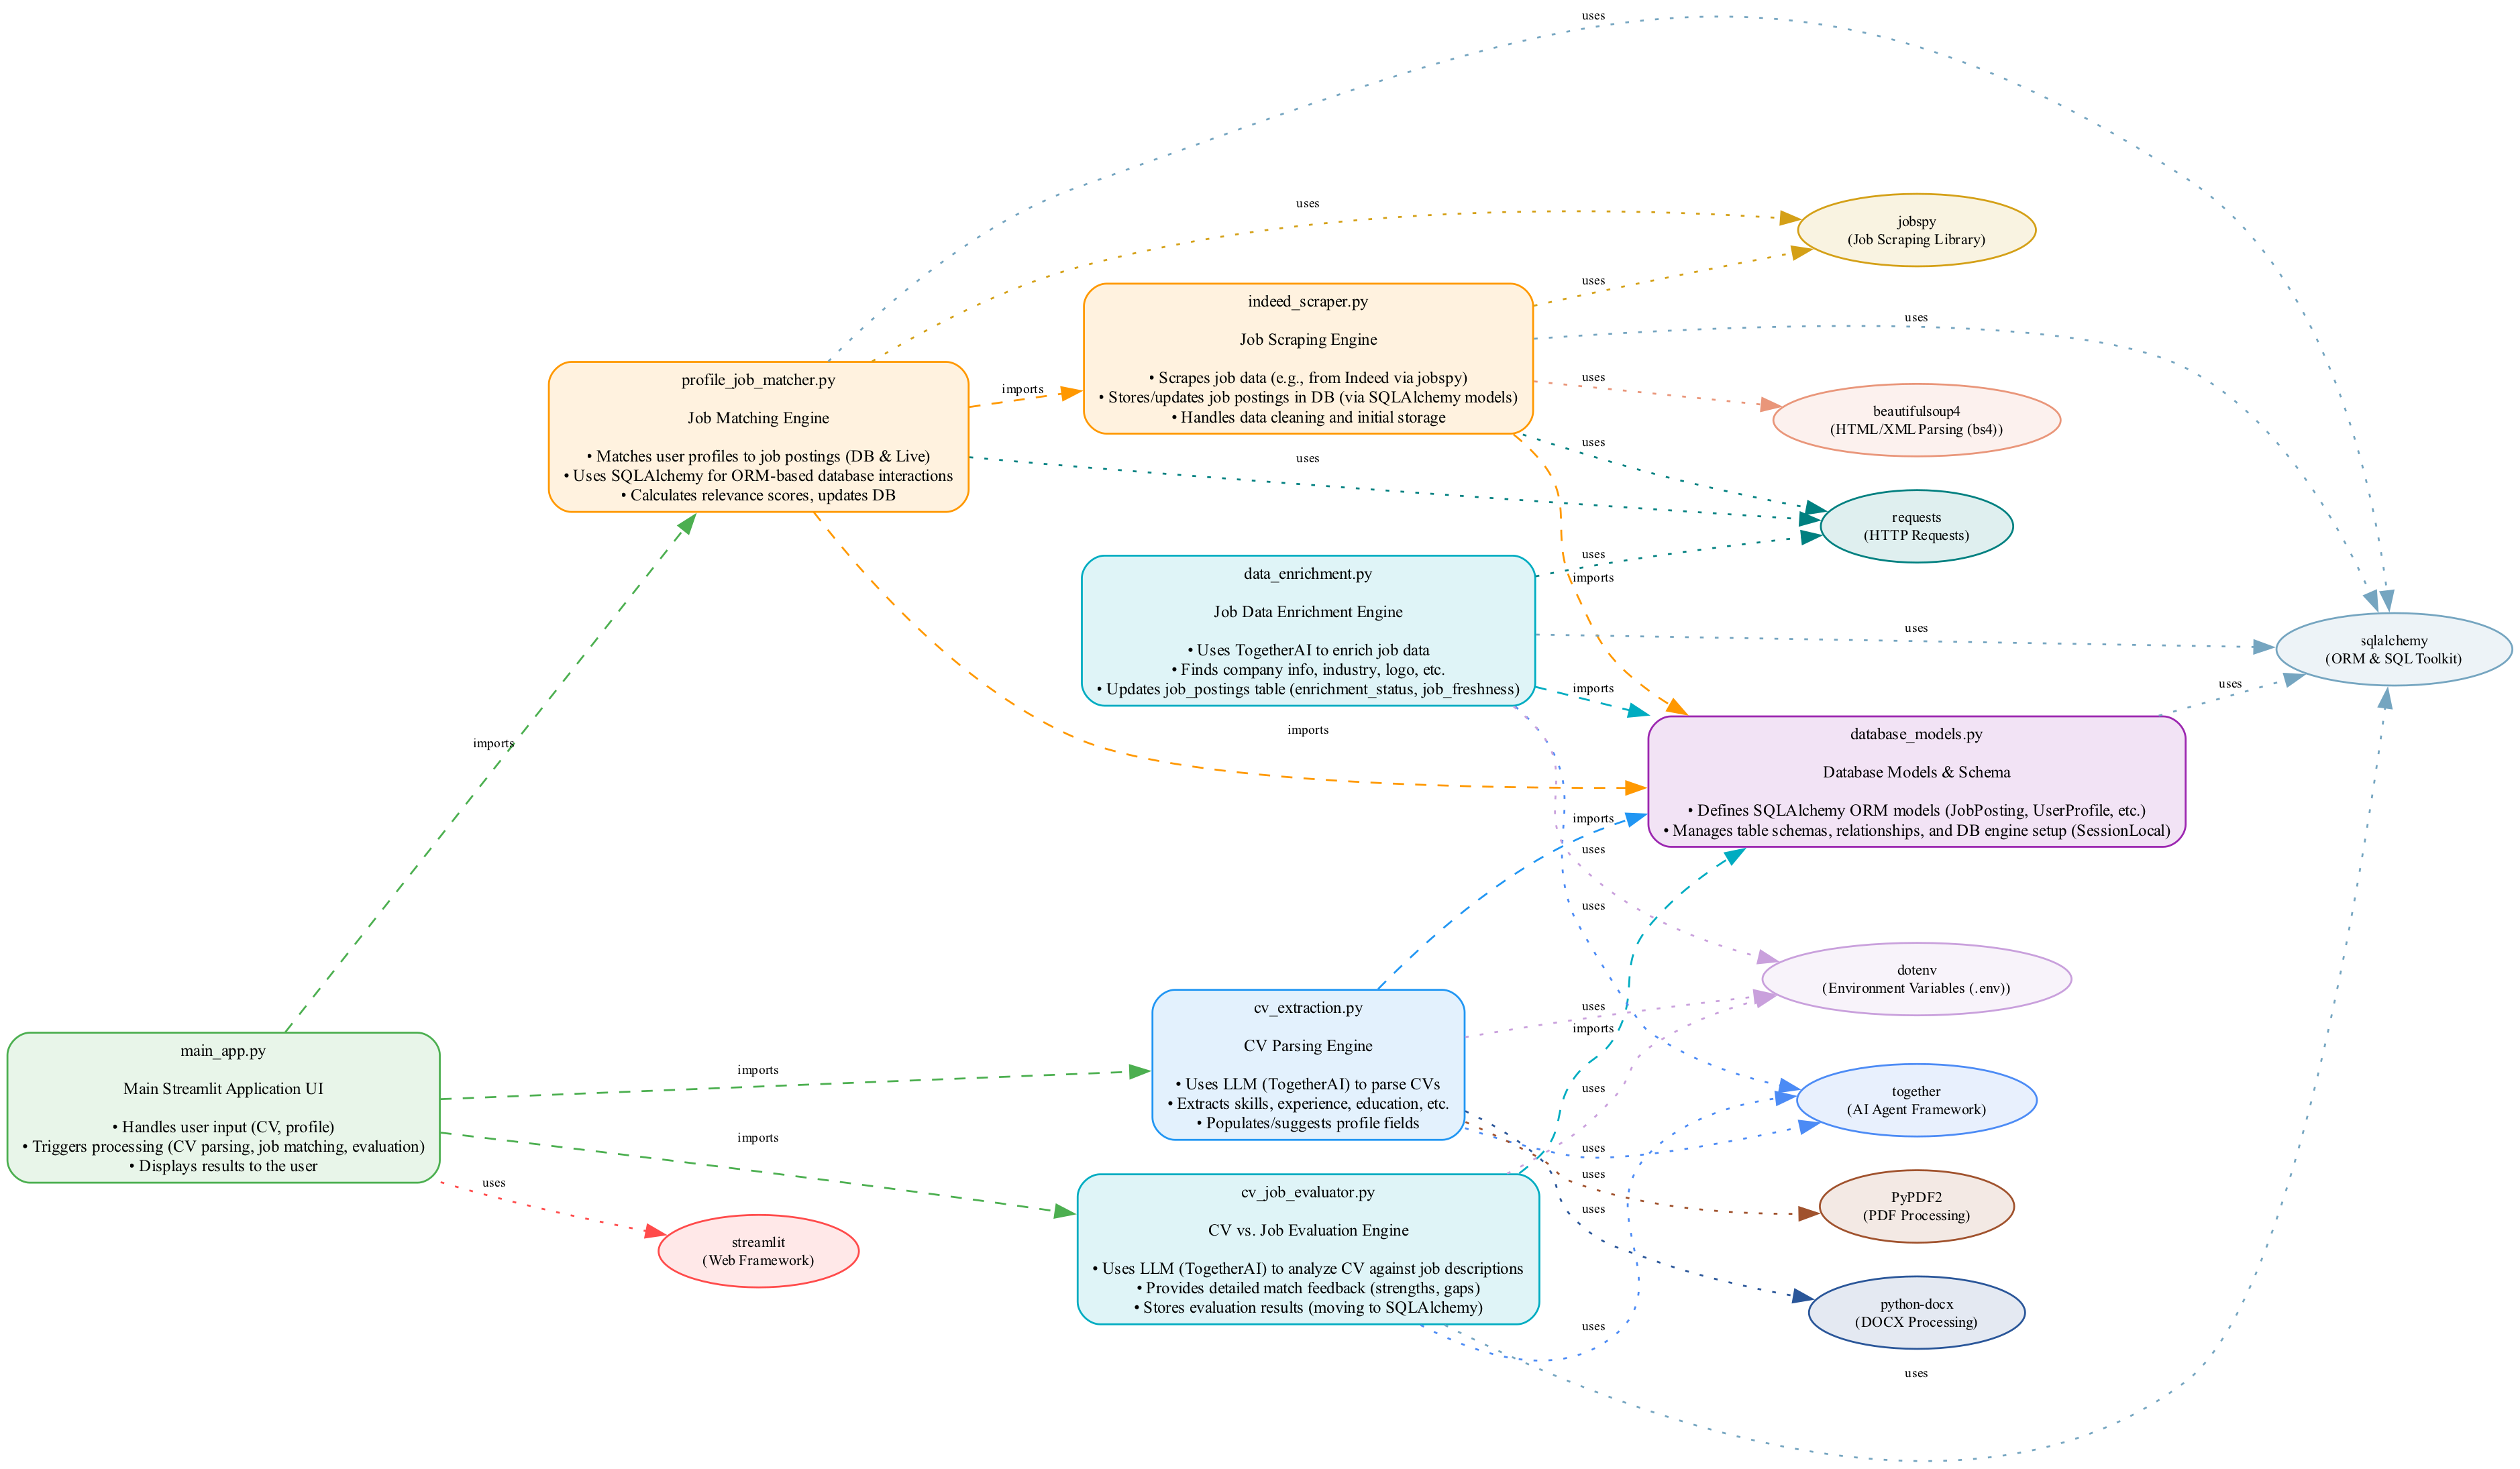 uses
uses
jobspy
(Job Scraping Library)
indeed_scraper.py
Job Scraping Engine
• Scrapes job data (e.g., from Indeed via jobspy)
• Stores/updates job postings in DB (via SQLAlchemy models)
• Handles data cleaning and initial storage
uses
uses
uses
beautifulsoup4
(HTML/XML Parsing (bs4))
profile_job_matcher.py
Job Matching Engine
• Matches user profiles to job postings (DB & Live)
• Uses SQLAlchemy for ORM-based database interactions
• Calculates relevance scores, updates DB
imports
uses
uses
requests
(HTTP Requests)
uses
imports
data_enrichment.py
Job Data Enrichment Engine
• Uses TogetherAI to enrich job data
• Finds company info, industry, logo, etc.
• Updates job_postings table (enrichment_status, job_freshness)
uses
sqlalchemy
(ORM & SQL Toolkit)
imports
uses
imports
imports
database_models.py
Database Models & Schema
• Defines SQLAlchemy ORM models (JobPosting, UserProfile, etc.)
• Manages table schemas, relationships, and DB engine setup (SessionLocal)
imports
uses
uses
dotenv
(Environment Variables (.env))
cv_extraction.py
CV Parsing Engine
• Uses LLM (TogetherAI) to parse CVs
• Extracts skills, experience, education, etc.
• Populates/suggests profile fields
uses
imports
main_app.py
Main Streamlit Application UI
• Handles user input (CV, profile)
• Triggers processing (CV parsing, job matching, evaluation)
• Displays results to the user
imports
imports
uses
uses
together
(AI Agent Framework)
uses
uses
PyPDF2
(PDF Processing)
uses
streamlit
(Web Framework)
cv_job_evaluator.py
CV vs. Job Evaluation Engine
• Uses LLM (TogetherAI) to analyze CV against job descriptions
• Provides detailed match feedback (strengths, gaps)
• Stores evaluation results (moving to SQLAlchemy)
uses
python-docx
(DOCX Processing)
uses
uses